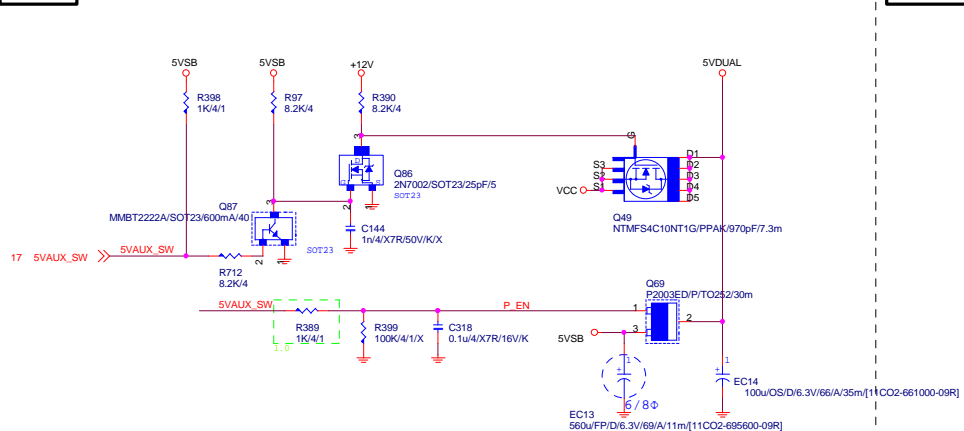 5VSB
5VSB
+12V
5VDUAL
R398
1K/4/1
R97
8.2K/4
R390
8.2K/4
3
G
D
G
S
Q86
2N7002/SOT23/25pF/5
SOT23
2
1
S3
S2
S1
VCC
D1
D2
D3
D4
D5
Q49
NTMFS4C10NT1G/PPAK/970pF/7.3m
Q87
MMBT2222A/SOT23/600mA/40
3
SOT23
2
1
C144
1n/4/X7R/50V/K/X
17 5VAUX_SW
5VAUX_SW
R712
8.2K/4
5VAUX_SW
R389
1K/4/1
1.0
R399
100K/4/1/X
C318
0.1u/4/X7R/16V/K
P_EN
Q69
P2003ED/P/TO252/30m
1
2
3
5VSB
1
+
6/8Φ
EC13
560u/FP/D/6.3V/69/A/11m/[11CO2-695600-09R]
1
+
EC14
100u/OS/D/6.3V/66/A/35m/[11CO2-661000-09R]